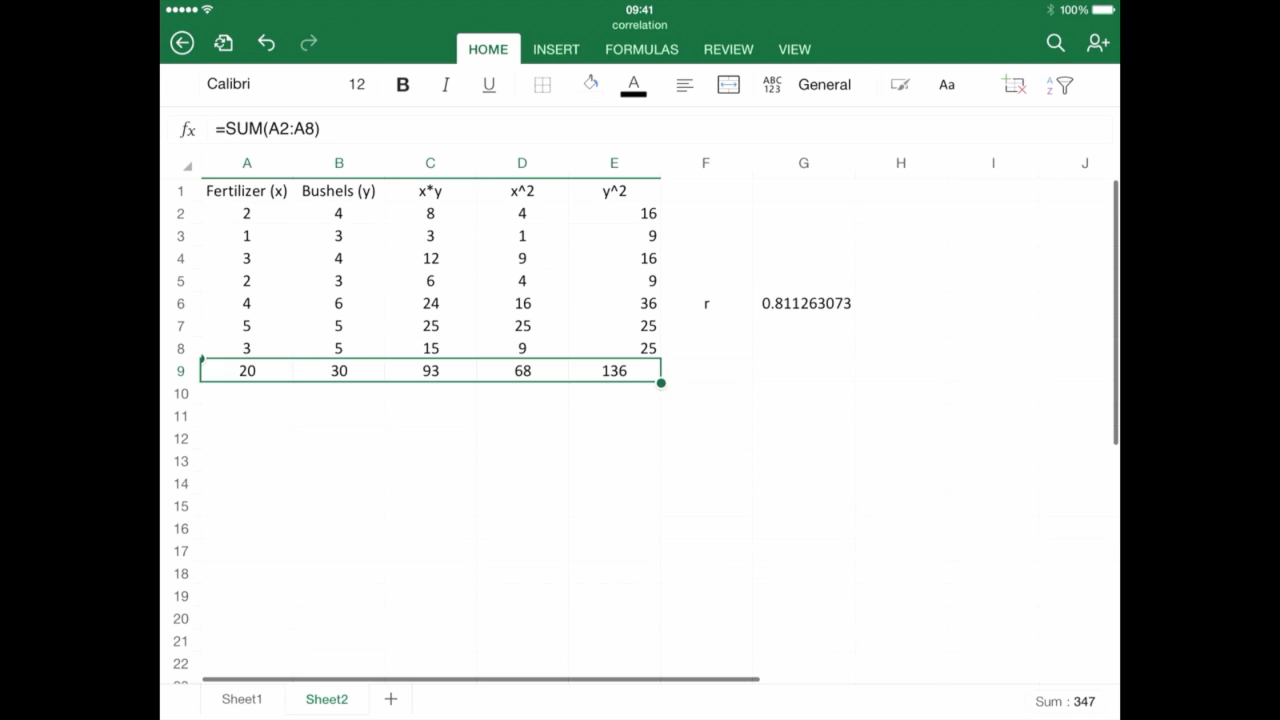 09:41 100%
correlation
HOME INSERT FORMULAS REVIEW VIEW
Calibri 12 B I U A ABC 123 General Aa A Z
fx =SUM(A2:A8)
A B C D E F G H I J
1 Fertilizer (x) Bushels (y) x*y x^2 y^2
2 2 4 8 4 16
3 1 3 3 1 9
4 3 4 12 9 16
5 2 3 6 4 9
6 4 6 24 16 36 r 0.811263073
7 5 5 25 25 25
8 3 5 15 9 25
9 20 30 93 68 136
10
11
12
13
14
15
16
17
18
19
20
21
22
Sheet1 Sheet2 + Sum : 347